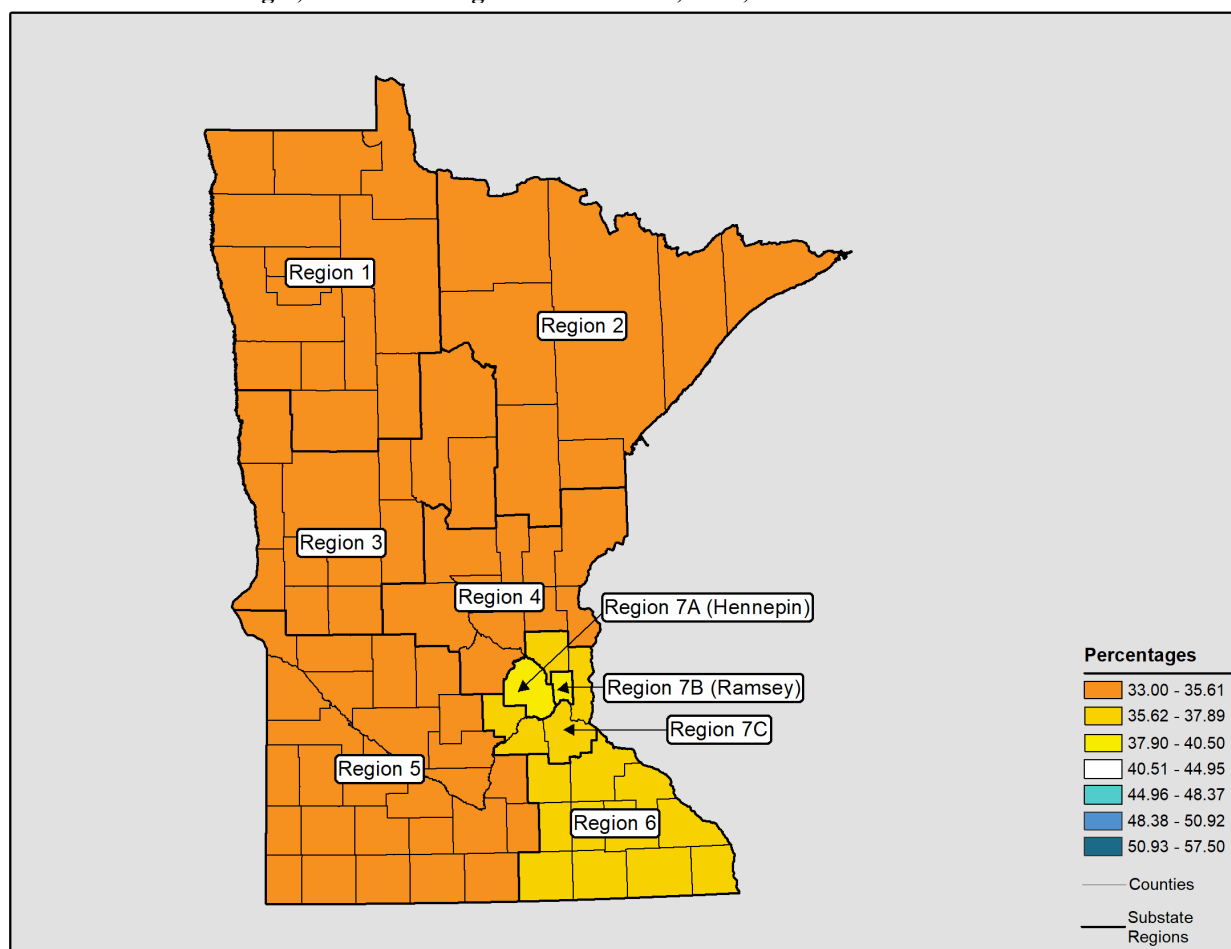 Region 1
Region 2
Region 3
Region 4
Region 7A (Hennepin)
Region 7B (Ramsey)
Region 7C
Region 5
Region 6
Percentages
33.00 - 35.61
35.62 - 37.89
37.90 - 40.50
40.51 - 44.95
44.96 - 48.37
48.38 - 50.92
50.93 - 57.50
Counties
Substate
Regions